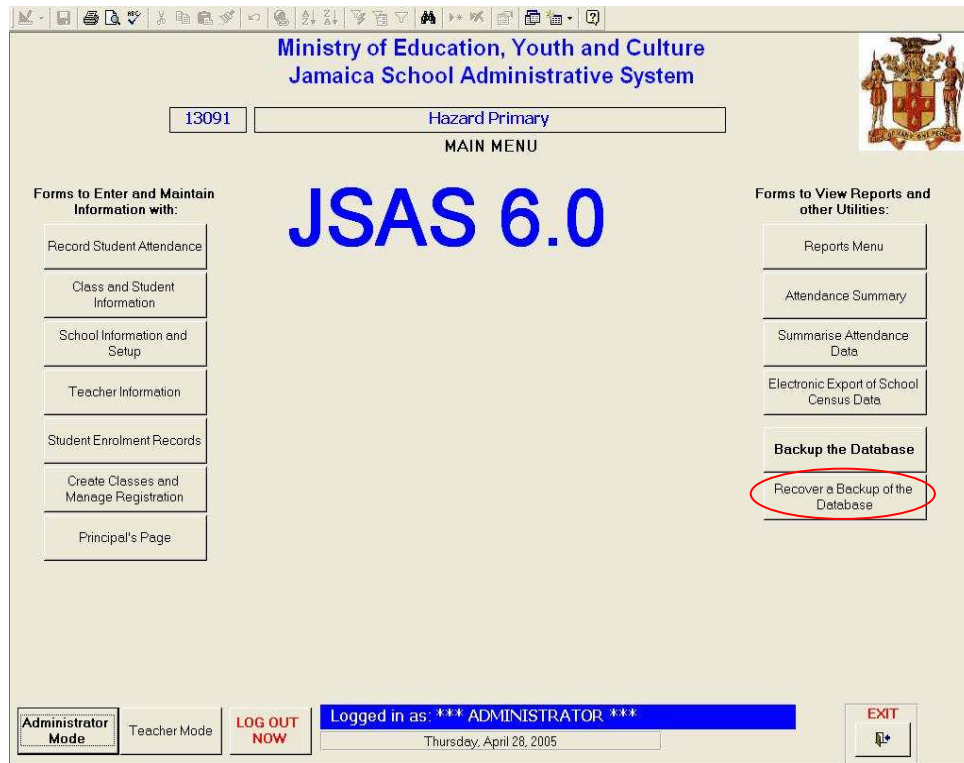 Ministry of Education, Youth and Culture
Jamaica School Administrative System
13091
Hazard Primary
MAIN MENU
Forms to Enter and Maintain
Information with:
Record Student Attendance
Class and Student
Information
School Information and
Setup
Teacher Information
Student Enrolment Records
Create Classes and
Manage Registration
Principal's Page
JSAS 6.0
Forms to View Reports and
other Utilities:
Reports Menu
Attendance Summary
Summarise Attendance
Data
Electronic Export of School
Census Data
Backup the Database
Recover a Backup of the
Database
Administrator
Mode
Teacher Mode
LOG OUT
NOW
Logged in as: *** ADMINISTRATOR ***
Thursday, April 28, 2005
EXIT